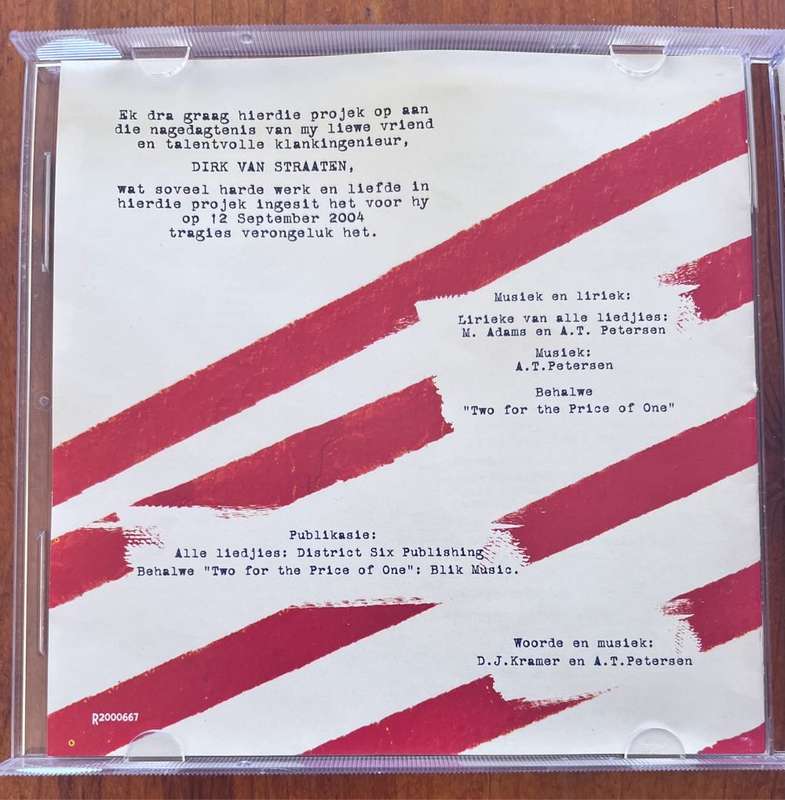 Ek dra graag hierdie projek op aan
die nagedagtenis van my liewe vriend
en talentvolle klankingenieur,
DIRK VAN STRAATEN,
wat soveel harde werk en liefde in
hierdie projek ingesit het voor hy
op 12 September 2004
tragies verongeluk het.
Musiek en liriek:
Lirieke van alle liedjies:
M. Adams en A.T. Petersen
Musiek:
A.T.Petersen
Behalwe
"Two for the Price of One"
Publikasie:
Alle liedjies: District Six Publishing
Behalwe "Two for the Price of One": Blik Music.
Woorde en musiek:
D.J.Kramer en A.T.Petersen
R2000667